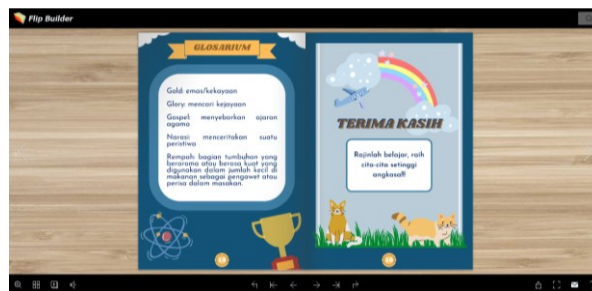 Flip Builder
GLOSARIUM
Gold: emas/kekayaan
Glory: mencari kejayaan
Gospel: menyebarkan ajaran
agama
Narasi: menceritakan suatu
peristiwa
Rempah: bagian tumbuhan yang
beraroma atau berasa kuat yang
digunakan dalam jumlah kecil di
makanan sebagai pengawet atau
perisa dalam masakan.
TERIMA KASIH
Rajinlah belajar, raih
cita-cita setinggi
angkasa!!!